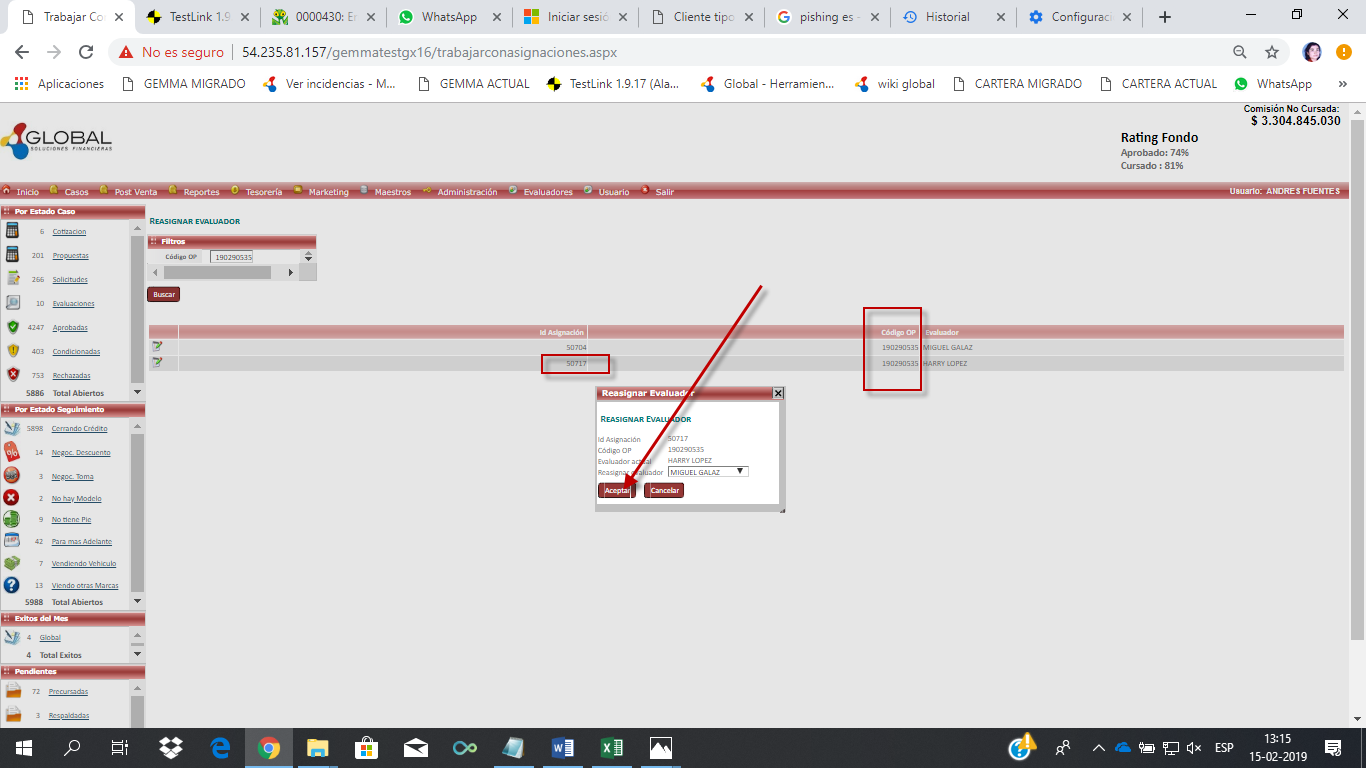 Trabajar Co
TestLink 1.9
0000430: Er
WhatsApp
Iniciar sesió
Cliente tipo
pishing es -
Historial
Configuraci
No es seguro | 54.235.81.157/gemmatestgx16/trabajarconasignaciones.aspx
Aplicaciones
GEMMA MIGRADO
Ver incidencias - M...
GEMMA ACTUAL
TestLink 1.9.17 (Ala...
Global - Herramien...
wiki global
CARTERA MIGRADO
CARTERA ACTUAL
WhatsApp
»
Comisión No Cursada:
$ 3.304.845.030
GLOBAL
SOLUCIONES FINANCIERAS
Rating Fondo
Aprobado: 74%
Cursado : 81%
Inicio Casos Post Venta Reportes Tesorería Marketing Maestros Administración Evaluadores Usuario Salir
Usuario: ANDRES FUENTES
Por Estado Caso
6 Cotizacion
201 Propuestas
266 Solicitudes
10 Evaluaciones
4247 Aprobadas
403 Condicionadas
753 Rechazadas
5886 Total Abiertos
Por Estado Seguimiento
5898 Cerrando Crédito
14 Negoc. Descuento
3 Negoc. Toma
2 No hay Modelo
9 No tiene Pie
42 Para mas Adelante
7 Vendiendo Vehiculo
13 Viendo otras Marcas
5988 Total Abiertos
Exitos del Mes
4 Global
4 Total Exitos
Pendientes
72 Precursadas
3 Respaldadas
REASIGNAR EVALUADOR
Filtros
Código OP 190290535
Buscar
Id Asignación Código OP Evaluador
50704 190290535 MIGUEL GALAZ
50717 190290535 HARRY LOPEZ
Reasignar Evaluador
REASIGNAR EVALUADOR
Id Asignación 50717
Código OP 190290535
Evaluador actual HARRY LOPEZ
Reasignar evaluador MIGUEL GALAZ
Aceptar Cancelar
ESP
13:15
15-02-2019